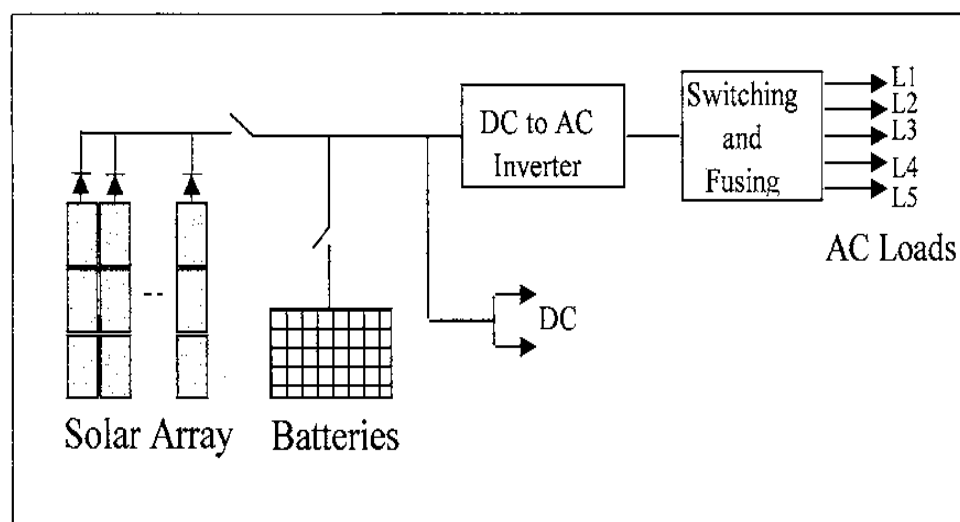 DC to AC
Inverter
Switching
and
Fusing
L1
L2
L3
L4
L5
AC Loads
DC
Solar Array
Batteries